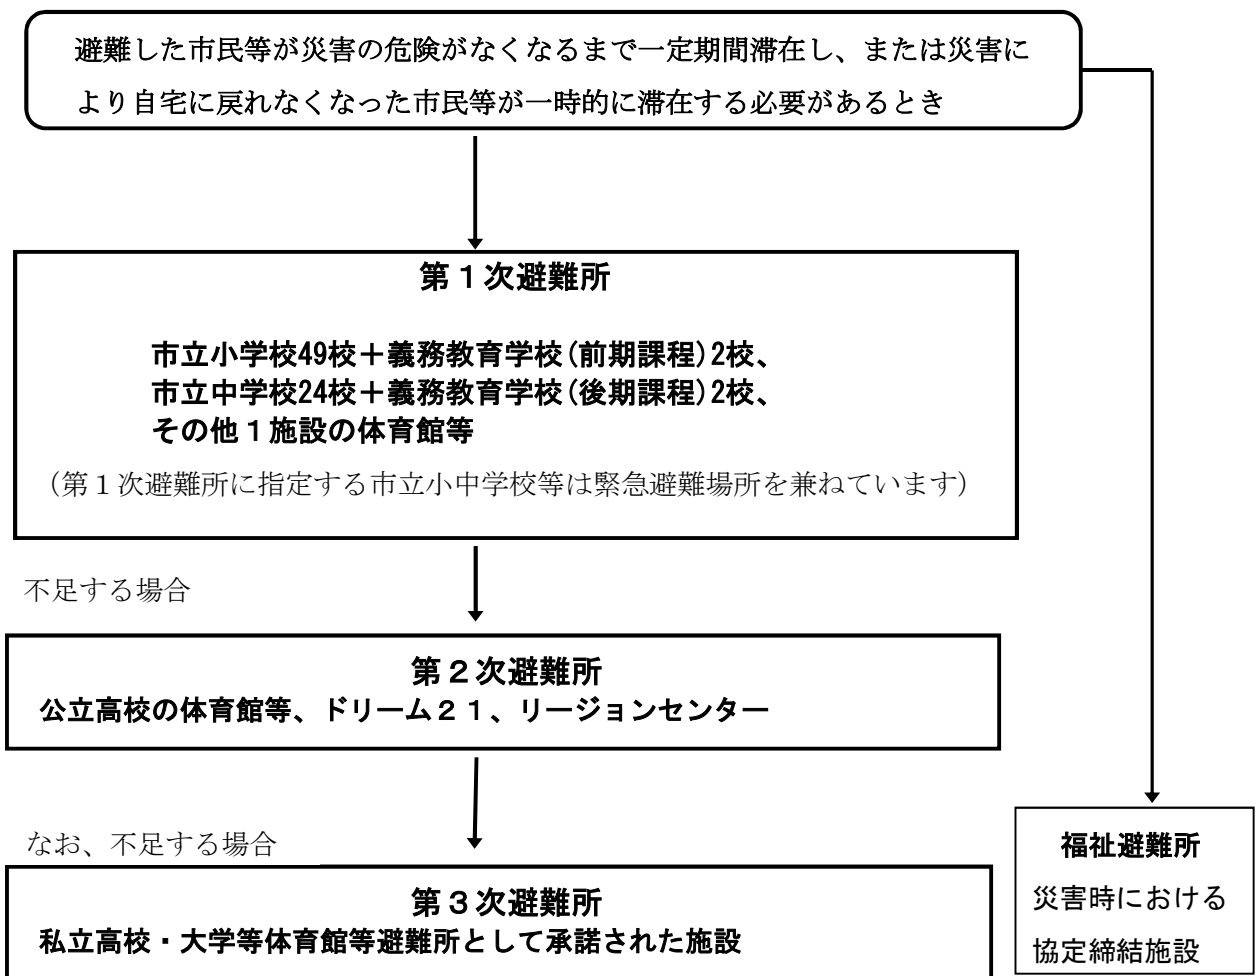 避難した市民等が災害の危険がなくなるまで一定期間滞在し、または災害に
より自宅に戻れなくなった市民等が一時的に滞在する必要があるとき
第1次避難所
市立小学校49校＋義務教育学校(前期課程)2校、
市立中学校24校＋義務教育学校(後期課程)2校、
その他１施設の体育館等
（第１次避難所に指定する市立小中学校等は緊急避難場所を兼ねています）
不足する場合
第２次避難所
公立高校の体育館等、ドリーム２１、リージョンセンター
なお、不足する場合
第３次避難所
私立高校・大学等体育館等避難所として承諾された施設
福祉避難所
災害時における
協定締結施設